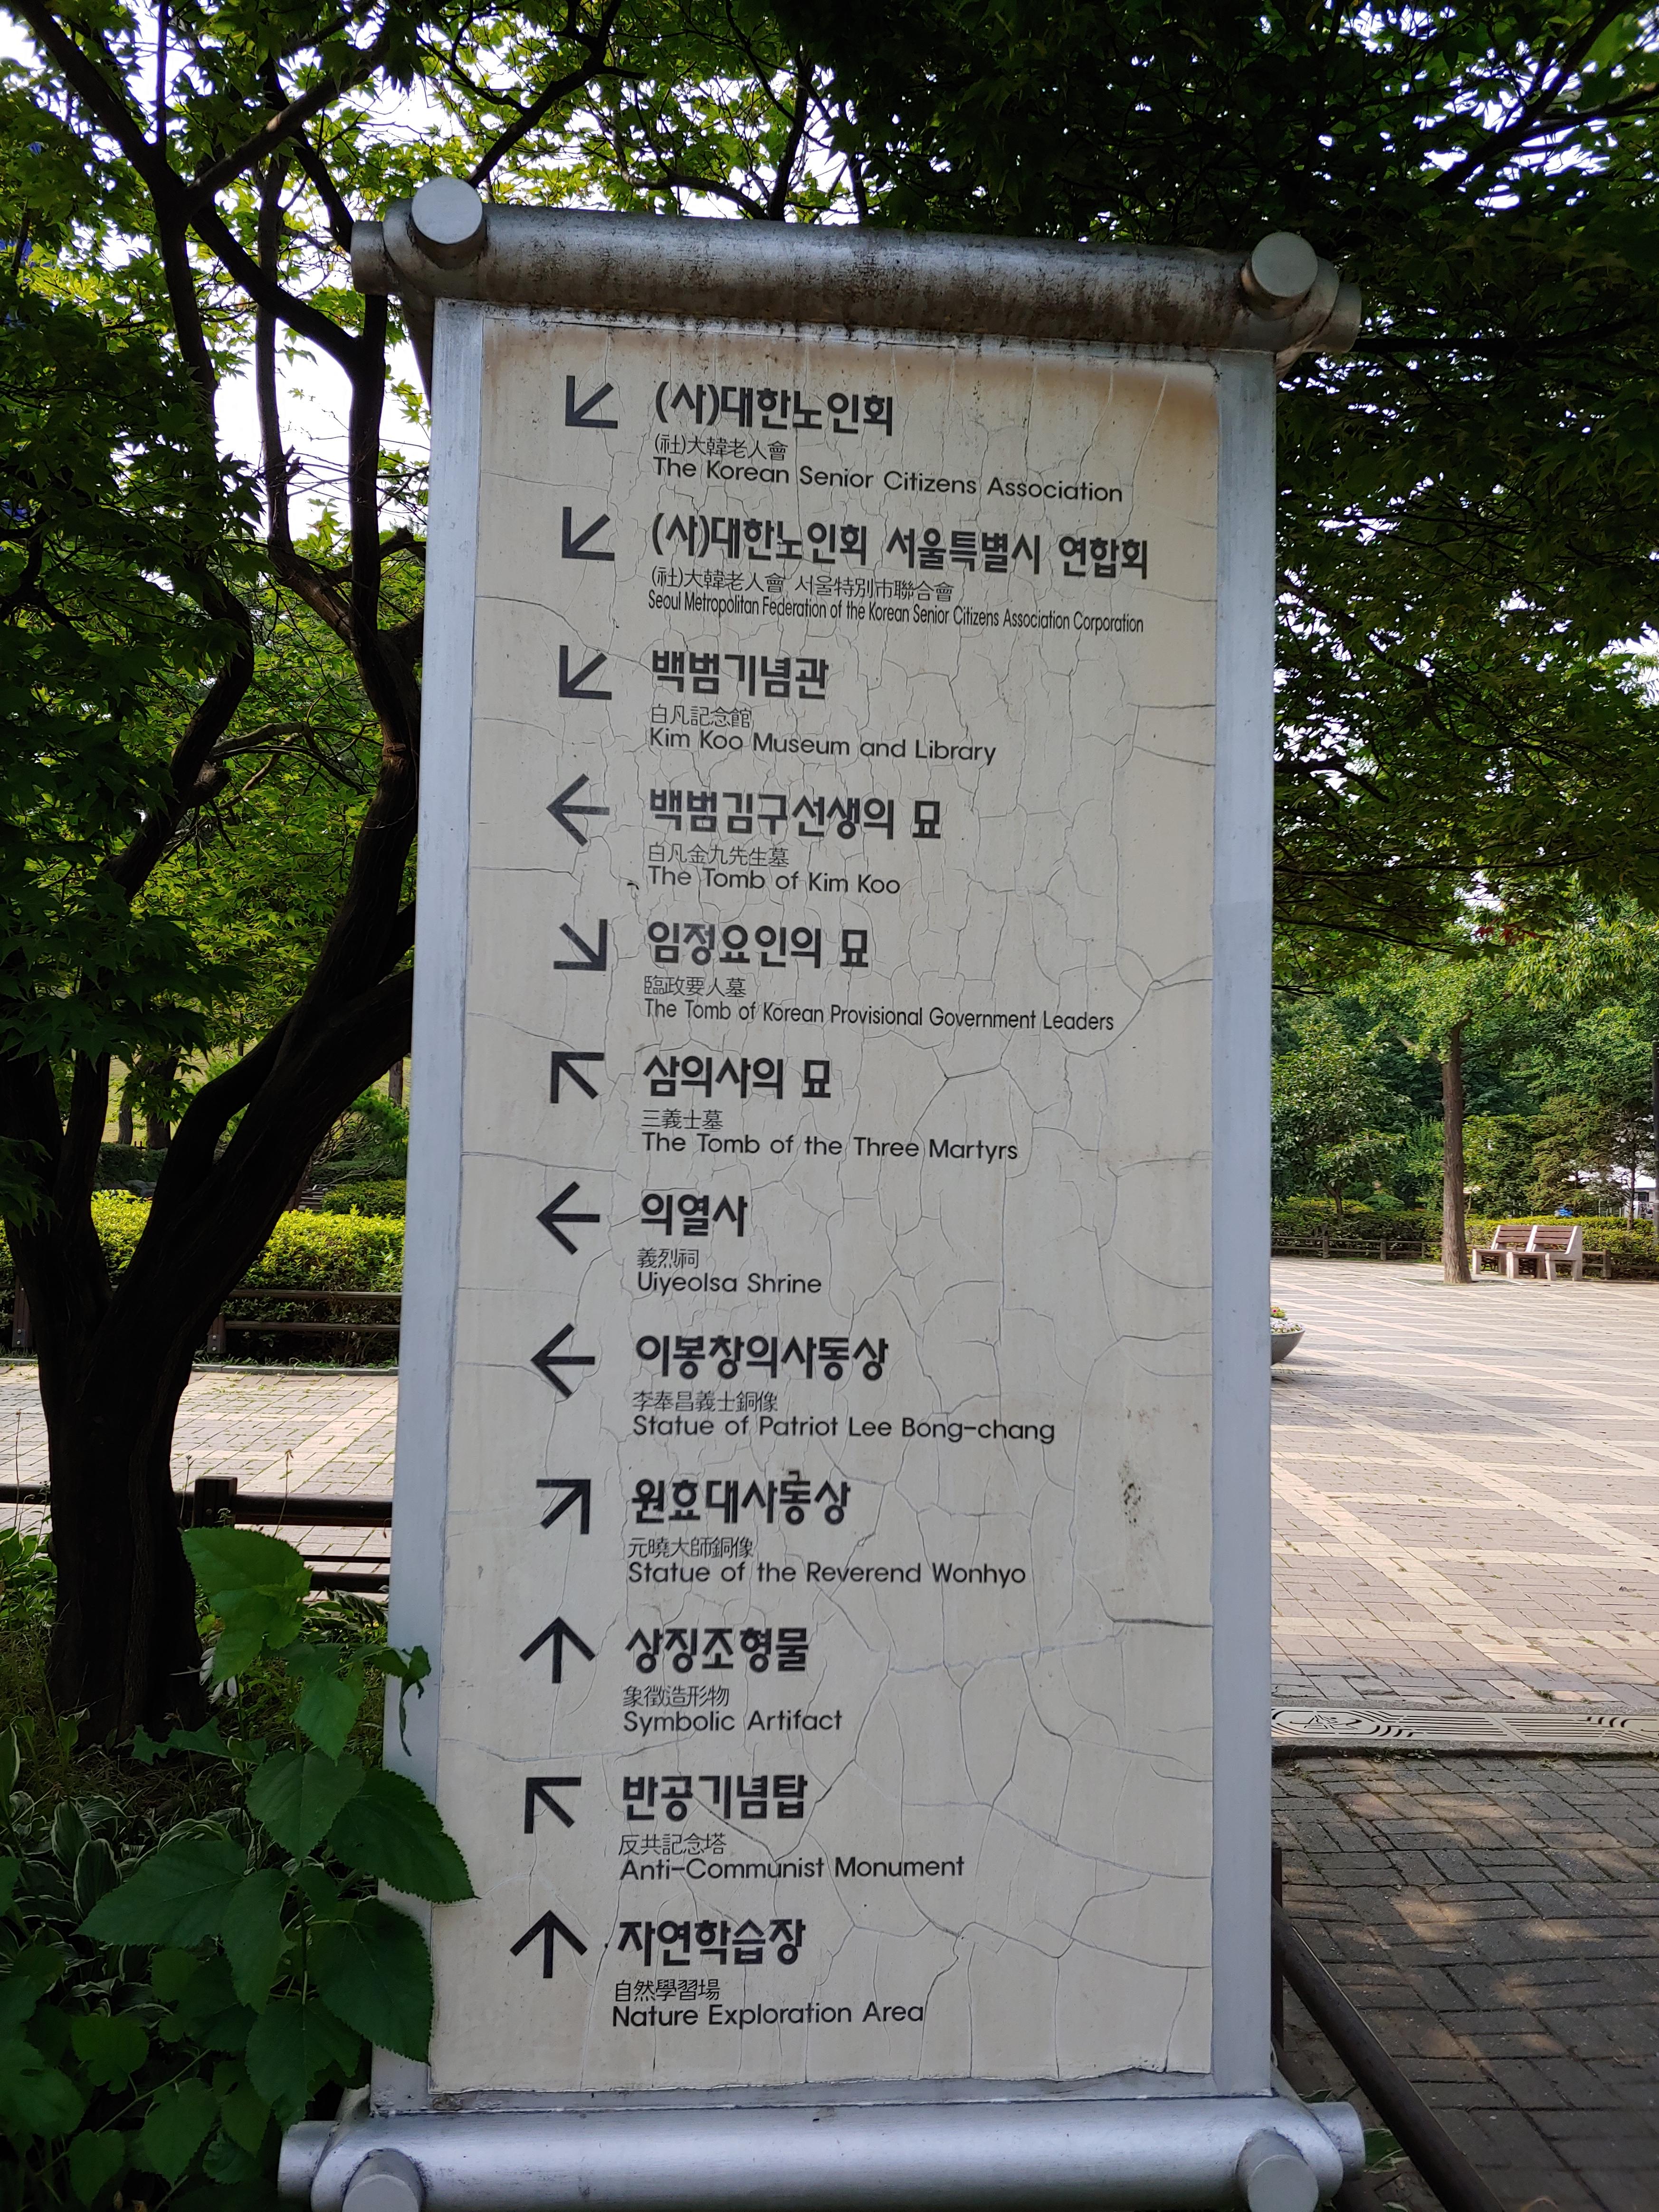 (사)대한노인회
(社)大韓老人會
The Korean Senior Citizens Association
(사)대한노인회 서울특별시 연합회
(社)大韓老人會 서울特別市聯合會
Seoul Metropolitan Federation of the Korean Senior Citizens Association Corporation
백범기념관
白凡記念館
Kim Koo Museum and Library
백범김구선생의 묘
白凡金九先生墓
The Tomb of Kim Koo
임정요인의 묘
臨政要人墓
The Tomb of Korean Provisional Government Leaders
삼의사의 묘
三義士墓
The Tomb of the Three Martyrs
의열사
義烈祠
Uiyeolsa Shrine
이봉창의사동상
李奉昌義士銅像
Statue of Patriot Lee Bong-chang
원효대사동상
元曉大師銅像
Statue of the Reverend Wonhyo
상징조형물
象徵造形物
Symbolic Artifact
반공기념탑
反共記念塔
Anti-Communist Monument
자연학습장
自然學習場
Nature Exploration Area